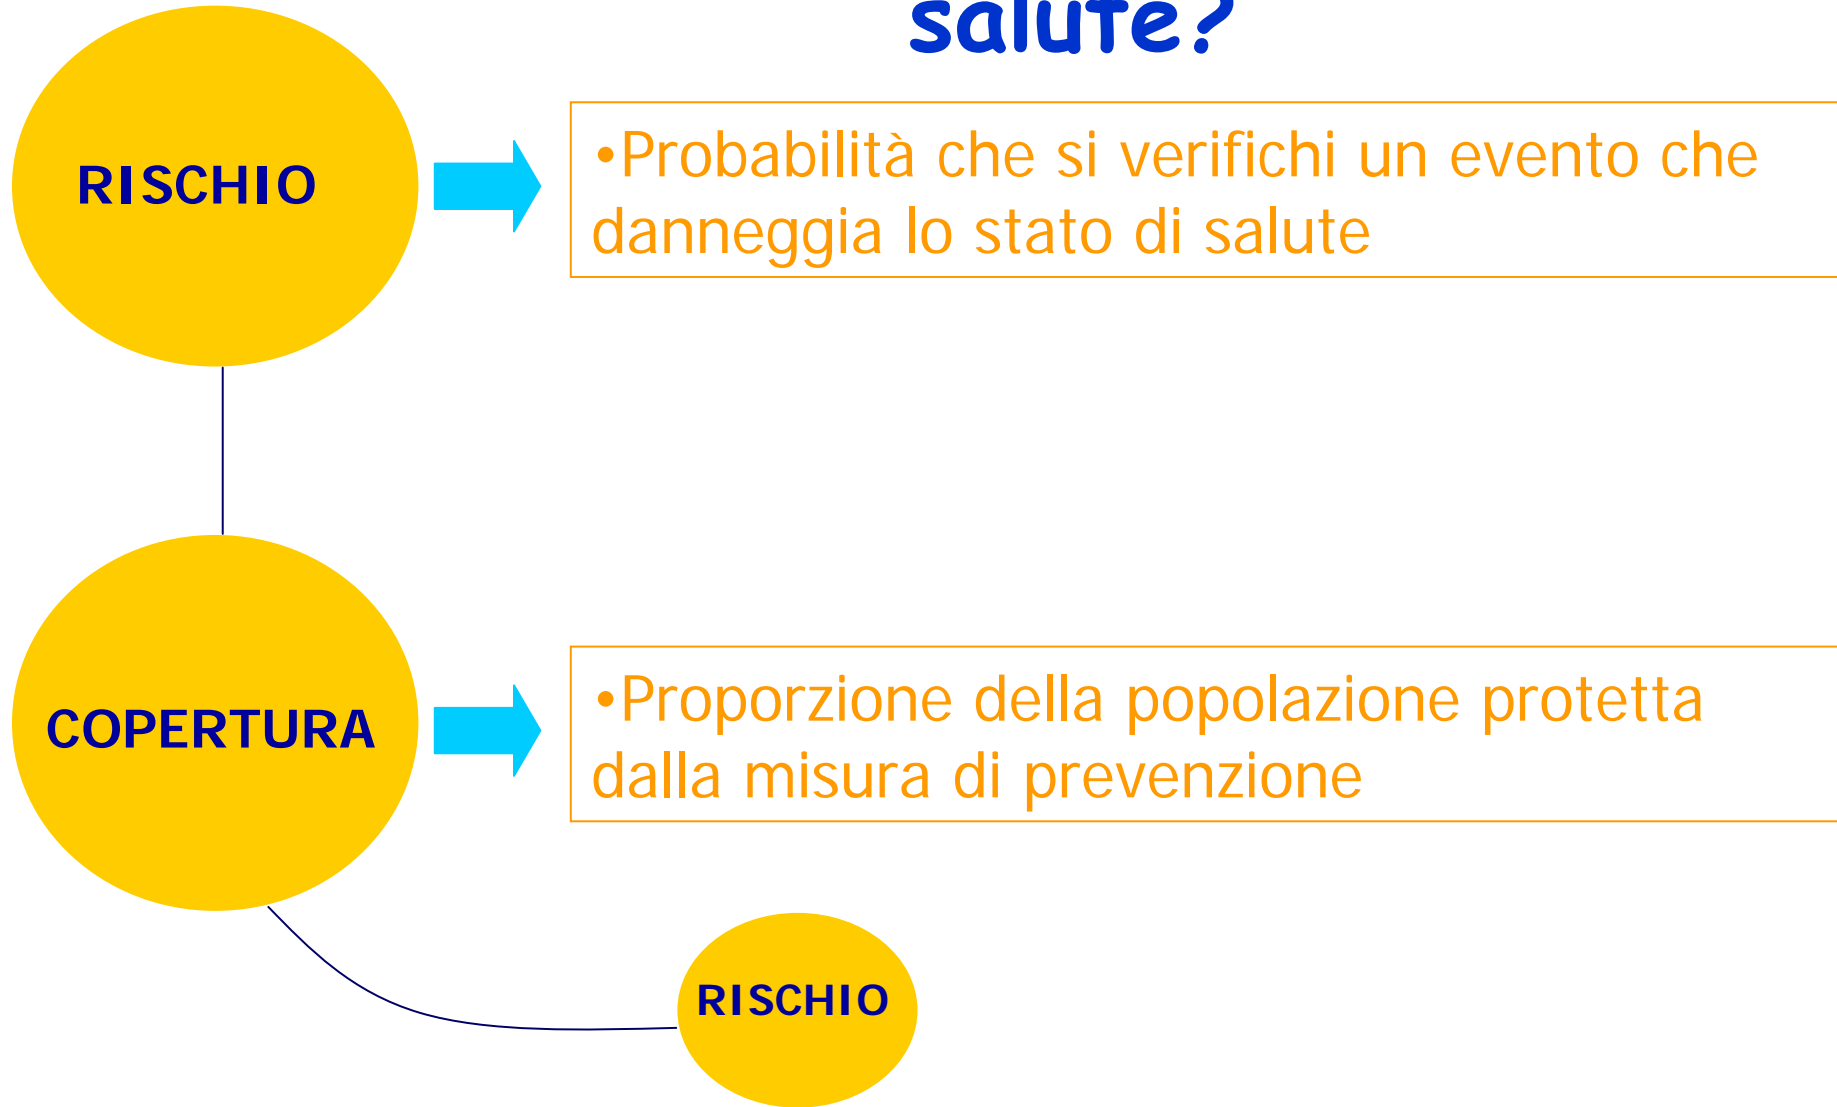 salute?
RISCHIO
•Probabilità che si verifichi un evento che
danneggia lo stato di salute
COPERTURA
•Proporzione della popolazione protetta
dalla misura di prevenzione
RISCHIO